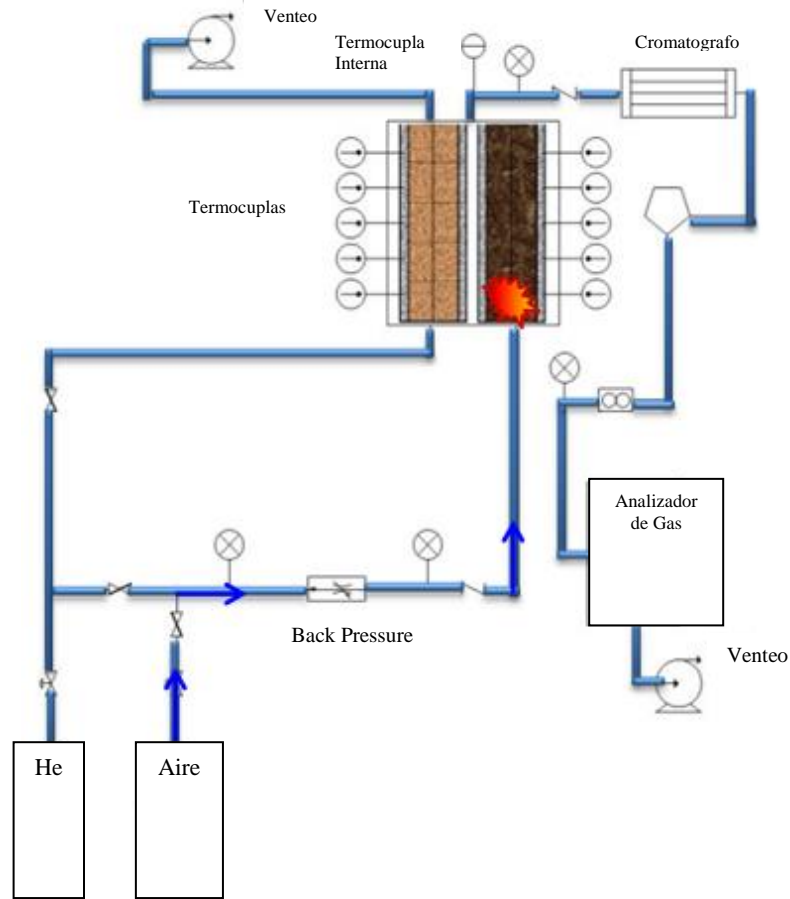 Venteo
Termocupla
Interna
Cromatografo
Termocuplas
Analizador
de Gas
Back Pressure
Venteo
He
Aire